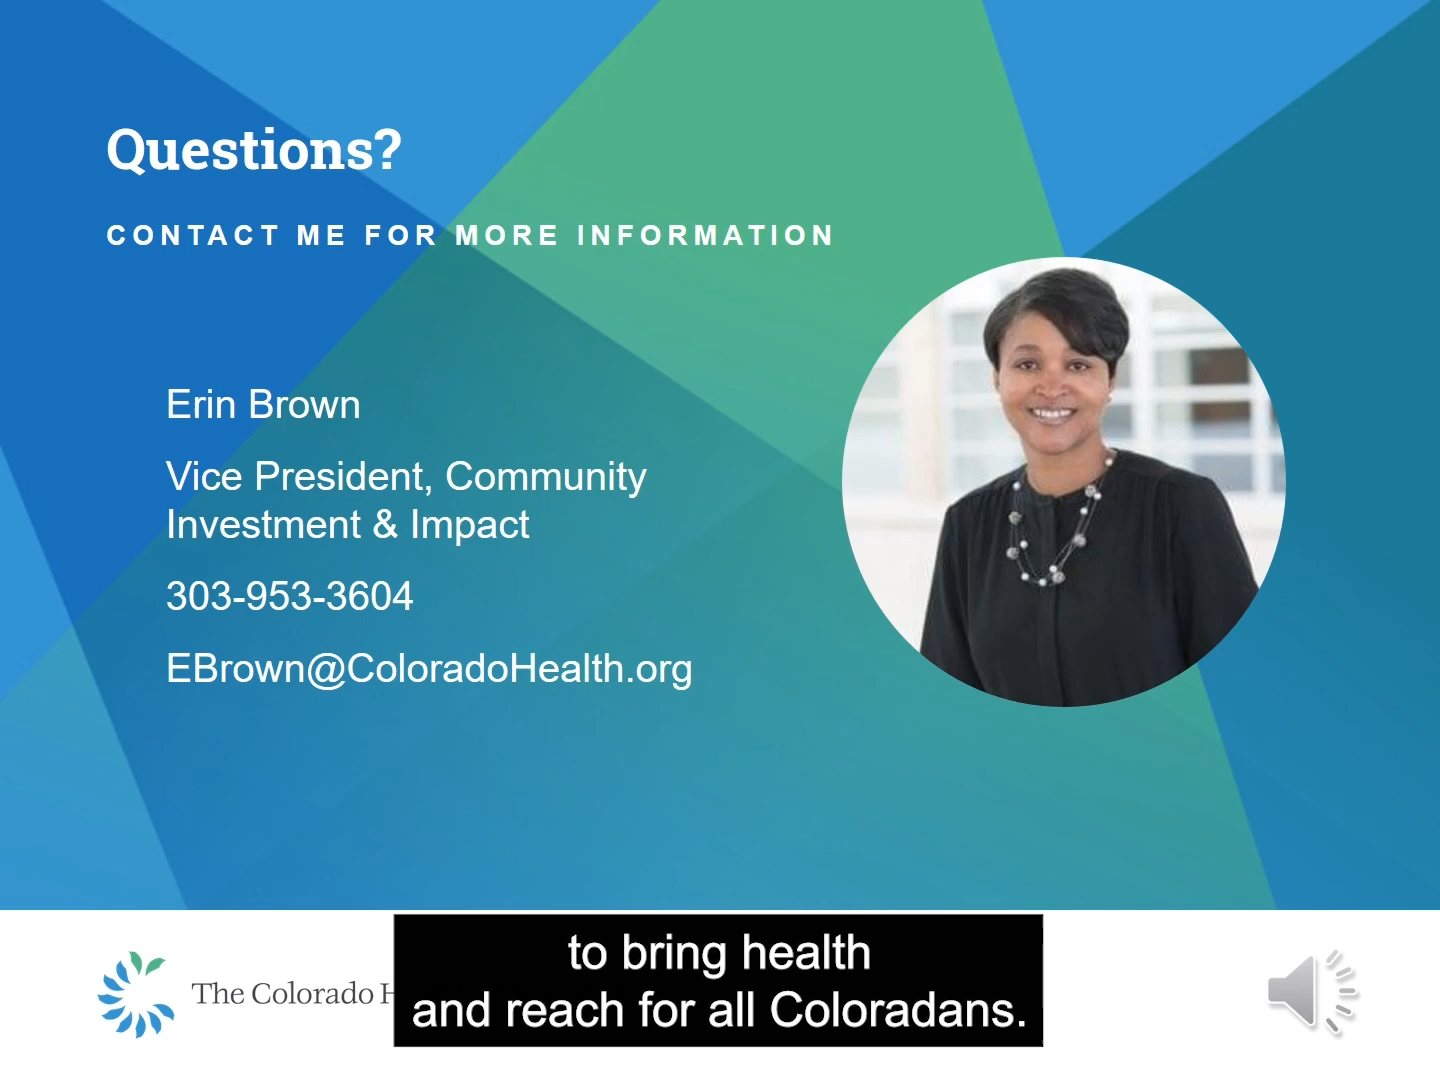 Questions?
CONTACT ME FOR MORE INFORMATION
Erin Brown
Vice President, Community
Investment & Impact
303-953-3604
EBrown@ColoradoHealth.org
The Colorado
to bring health
and reach for all Coloradans.